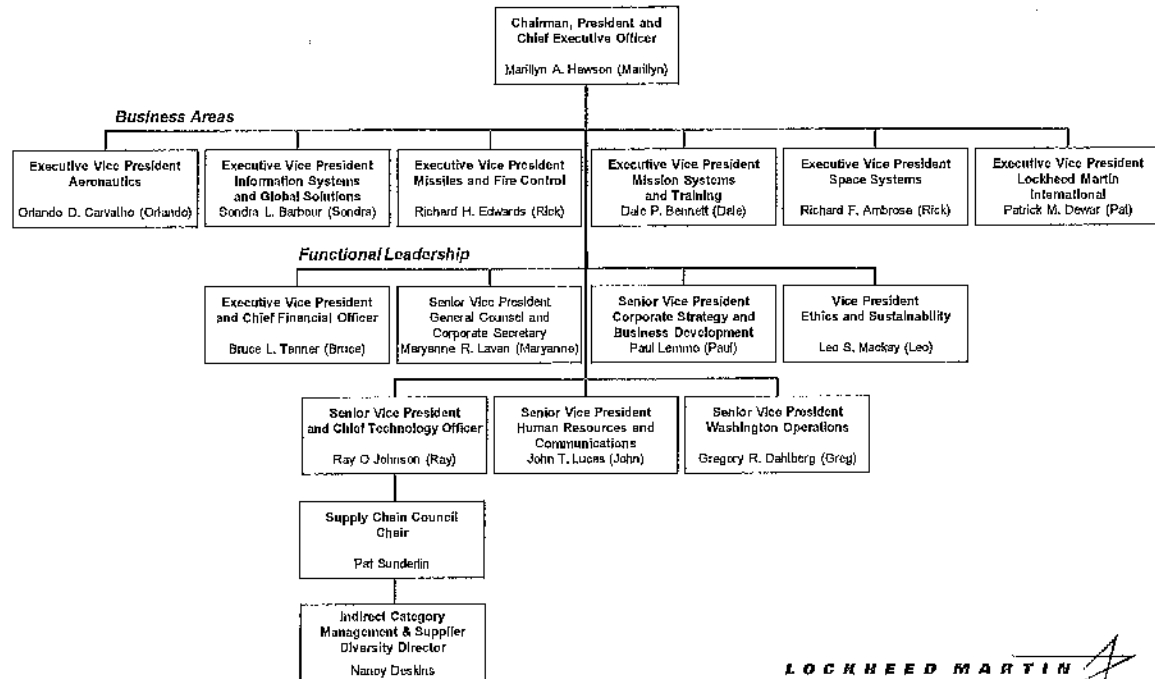 Chairman, President and
Chief Executive Officer
Marillyn A. Hewson (Marillyn)
Business Areas
Executive Vice President
Aeronautics
Orlando D. Carvalho (Orlando)
Executive Vice President
Information Systems
and Global Solutions
Sondra L. Barbour (Sondra)
Executive Vice President
Missiles and Fire Control
Richard H. Edwards (Rick)
Executive Vice President
Mission Systems
and Training
Dale P. Bennett (Dale)
Executive Vice President
Space Systems
Richard F. Ambrose (Rick)
Executive Vice President
Lockheed Martin
International
Patrick M. Dewar (Pat)
Functional Leadership
Executive Vice President
and Chief Financial Officer
Bruce L. Tanner (Bruce)
Senior Vice President
General Counsel and
Corporate Secretary
Maryanne R. Lavan (Maryanne)
Senior Vice President
Corporate Strategy and
Business Development
Paul Lemmo (Paul)
Vice President
Ethics and Sustainability
Leo S. Mackay (Leo)
Senior Vice President
and Chief Technology Officer
Ray O Johnson (Ray)
Senior Vice President
Human Resources and
Communications
John T. Lucas (John)
Senior Vice President
Washington Operations
Gregory R. Dahlberg (Greg)
Supply Chain Council
Chair
Pat Sunderlin
Indirect Category
Management & Supplier
Diversity Director
Nancy Deskins
LOCKHEED MARTIN